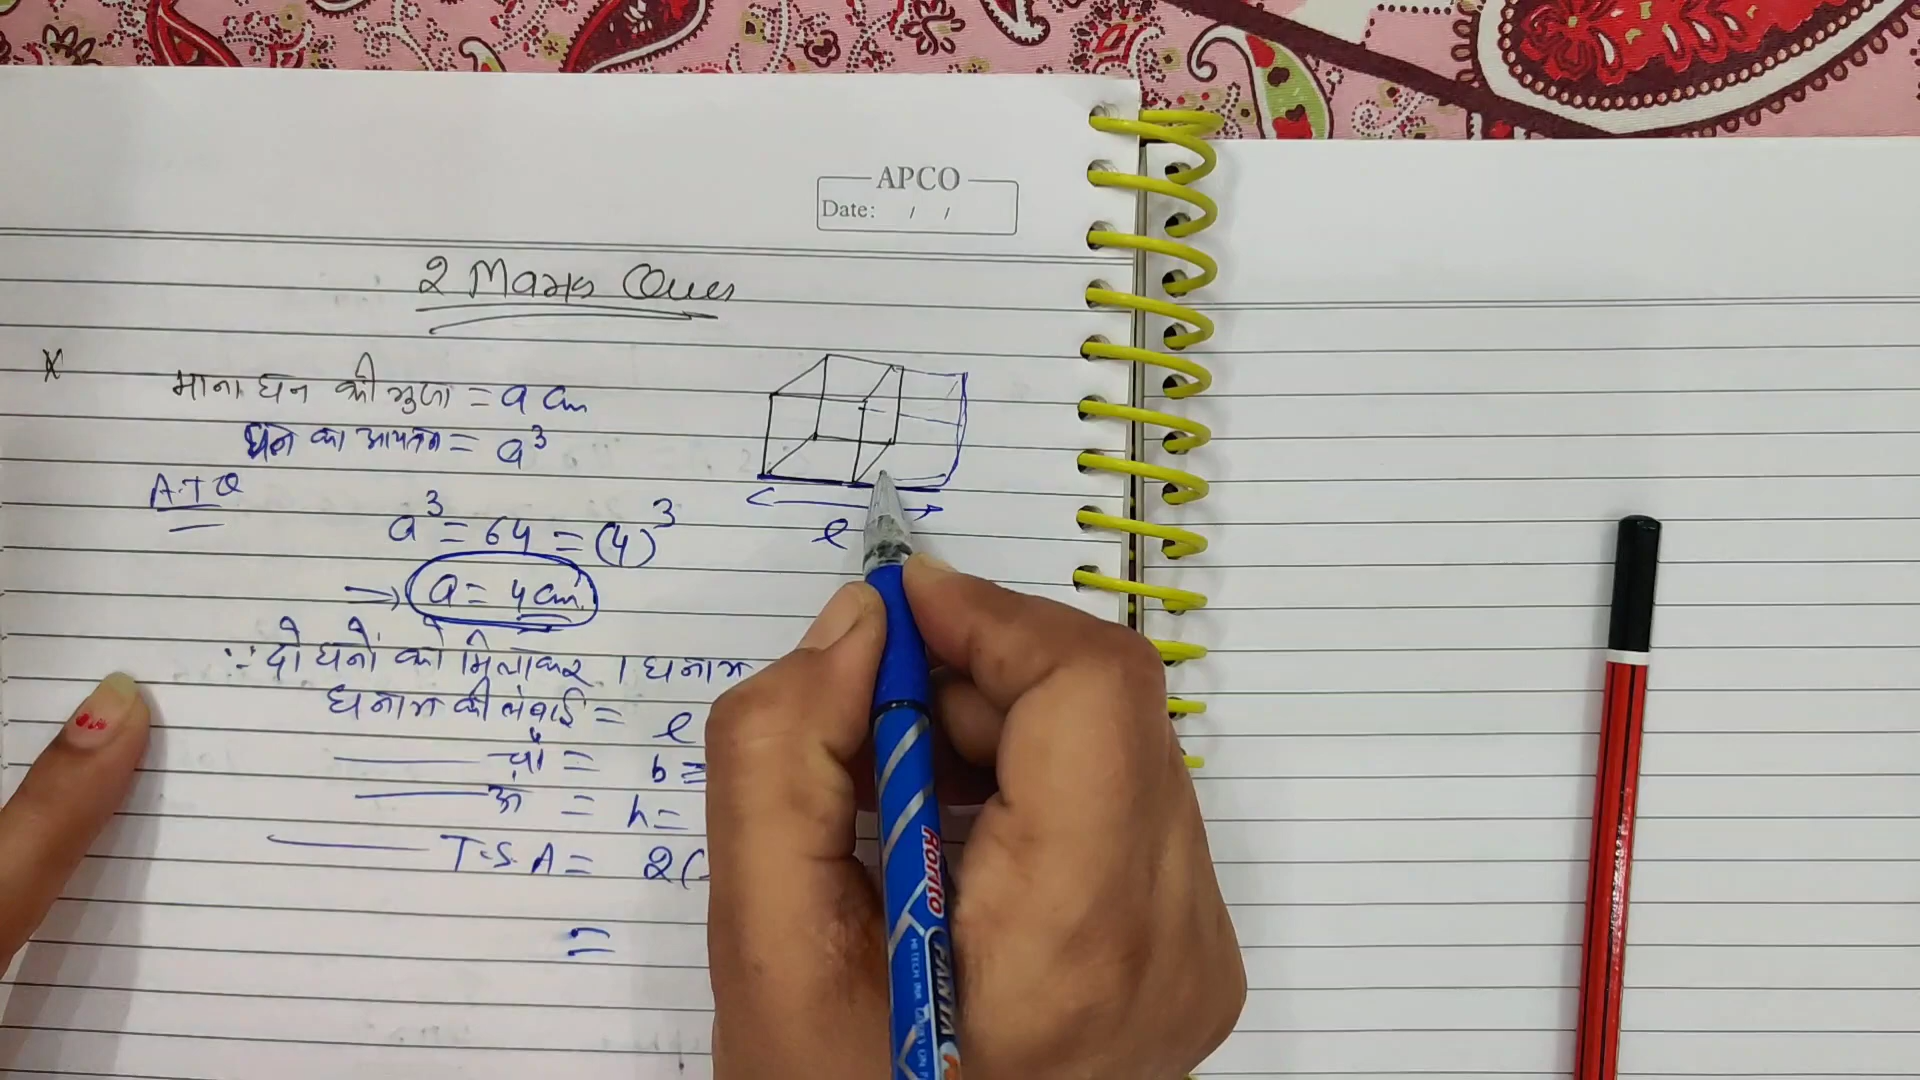 APCO
Date: / /
2 Marks Ques
माना घन की भुजा = a cm
घन का आयतन = a³
A.T.Q
a³ = 64 = (4)³
→ a = 4 cm
l
∵ दो घनों को मिलाकर 1 घनाभ
घनाभ की लंबाई = l
चौ = b =
ऊ = h =
T.S.A = 2(
=
Rorito
FANTA